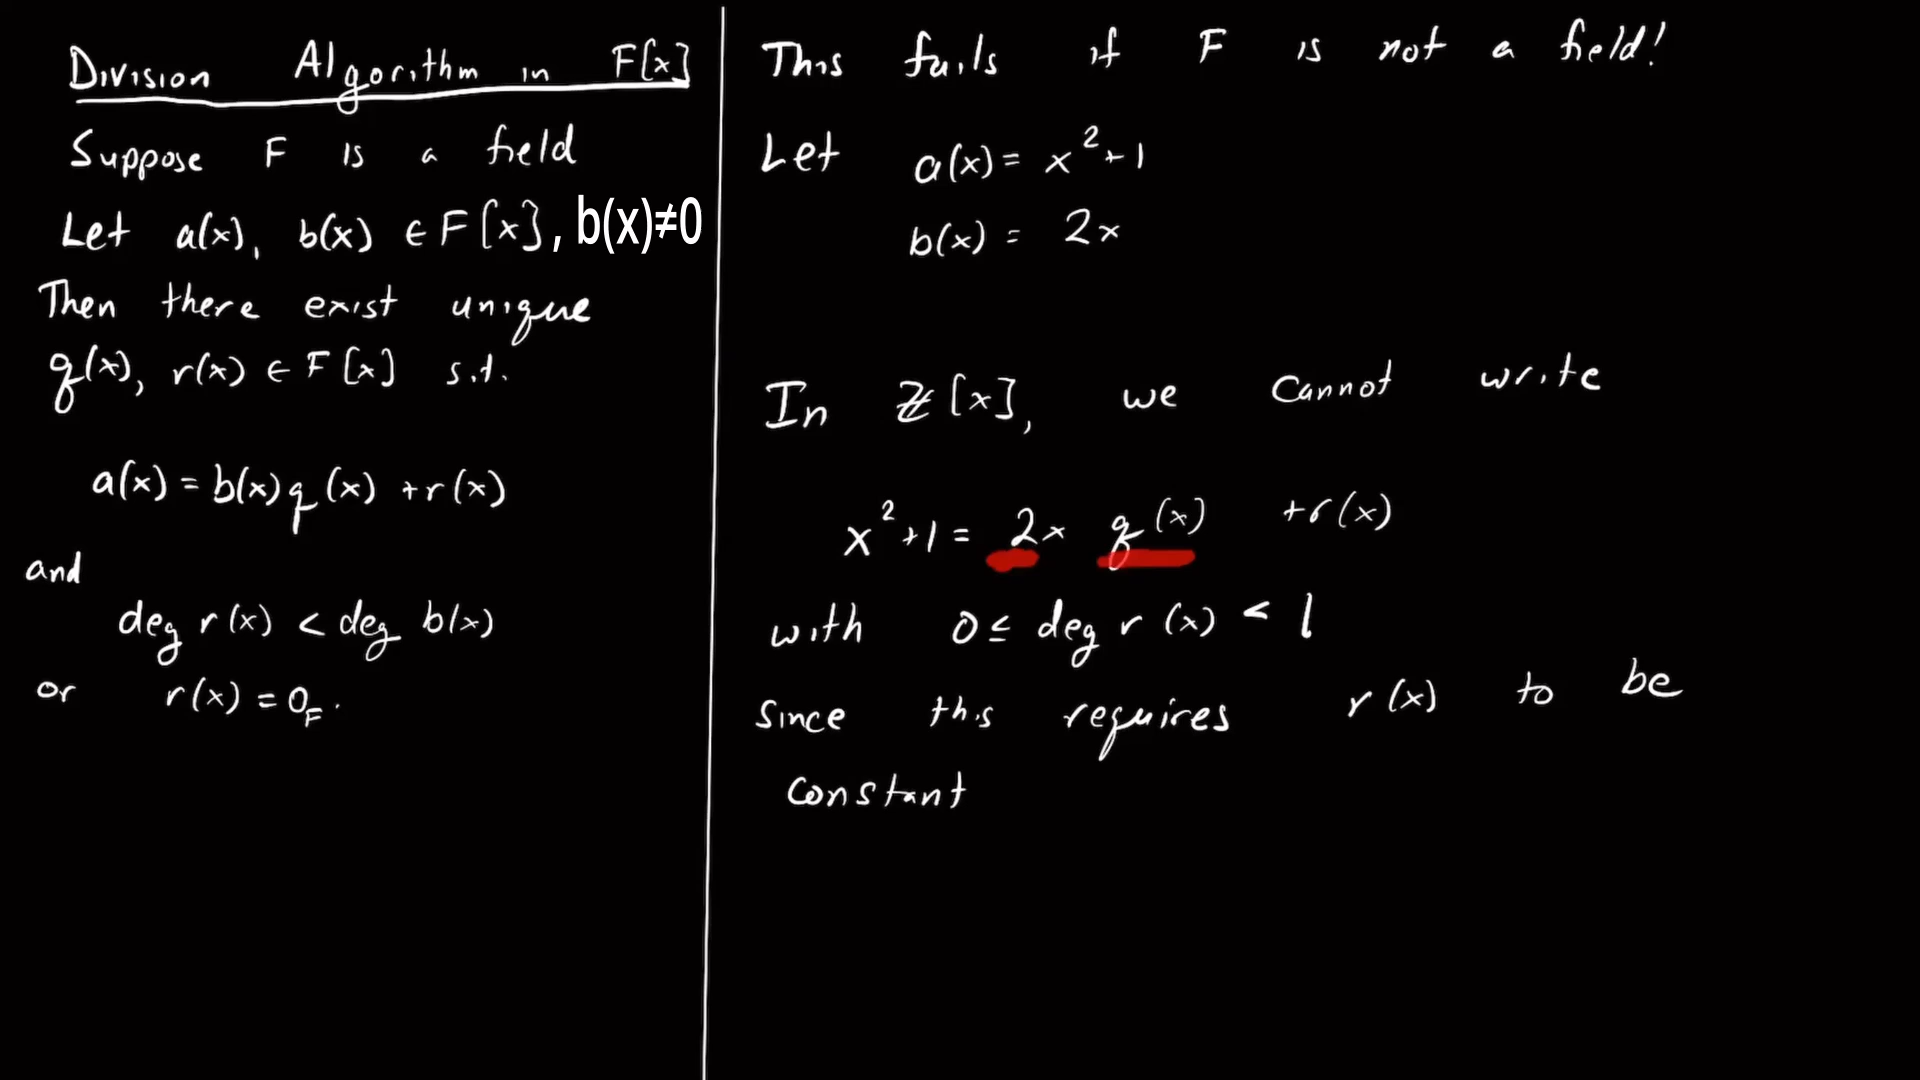 Division Algorithm in F[x]
Suppose F is a field
Let a(x), b(x) ∈ F[x], b(x)≠0
Then there exist unique
q(x), r(x) ∈ F[x] s.t.
a(x) = b(x)q(x) + r(x)
and
deg r(x) < deg b(x)
or r(x) = 0_F.
This fails if F is not a field!
Let a(x) = x² + 1
b(x) = 2x
In ℤ[x], we cannot write
x² + 1 = 2x q(x) + r(x)
with 0 ≤ deg r(x) < 1
since this requires r(x) to be
constant